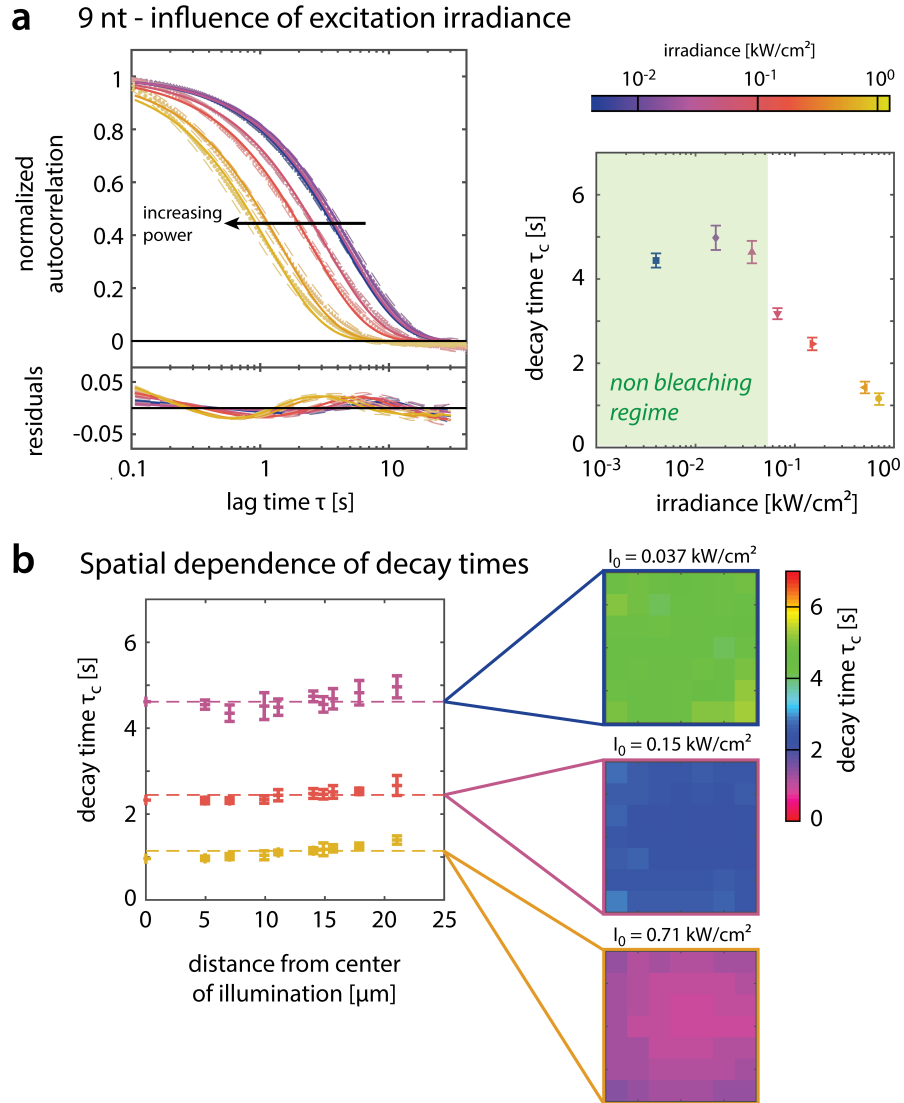 a 9 nt - influence of excitation irradiance
normalized
autocorrelation
1
0.8
0.6
0.4
0.2
0
increasing
power
residuals
0.05
-0.05
0.1 1 10
lag time τ [s]
irradiance [kW/cm²]
10⁻² 10⁻¹ 10⁰
decay time τc [s]
6
4
2
0
non bleaching
regime
10⁻³ 10⁻² 10⁻¹ 10⁰
irradiance [kW/cm²]
b Spatial dependence of decay times
decay time τc [s]
6
4
2
0
0 5 10 15 20 25
distance from center
of illumination [µm]
I₀ = 0.037 kW/cm²
I₀ = 0.15 kW/cm²
I₀ = 0.71 kW/cm²
6
4
2
0
decay time τc [s]